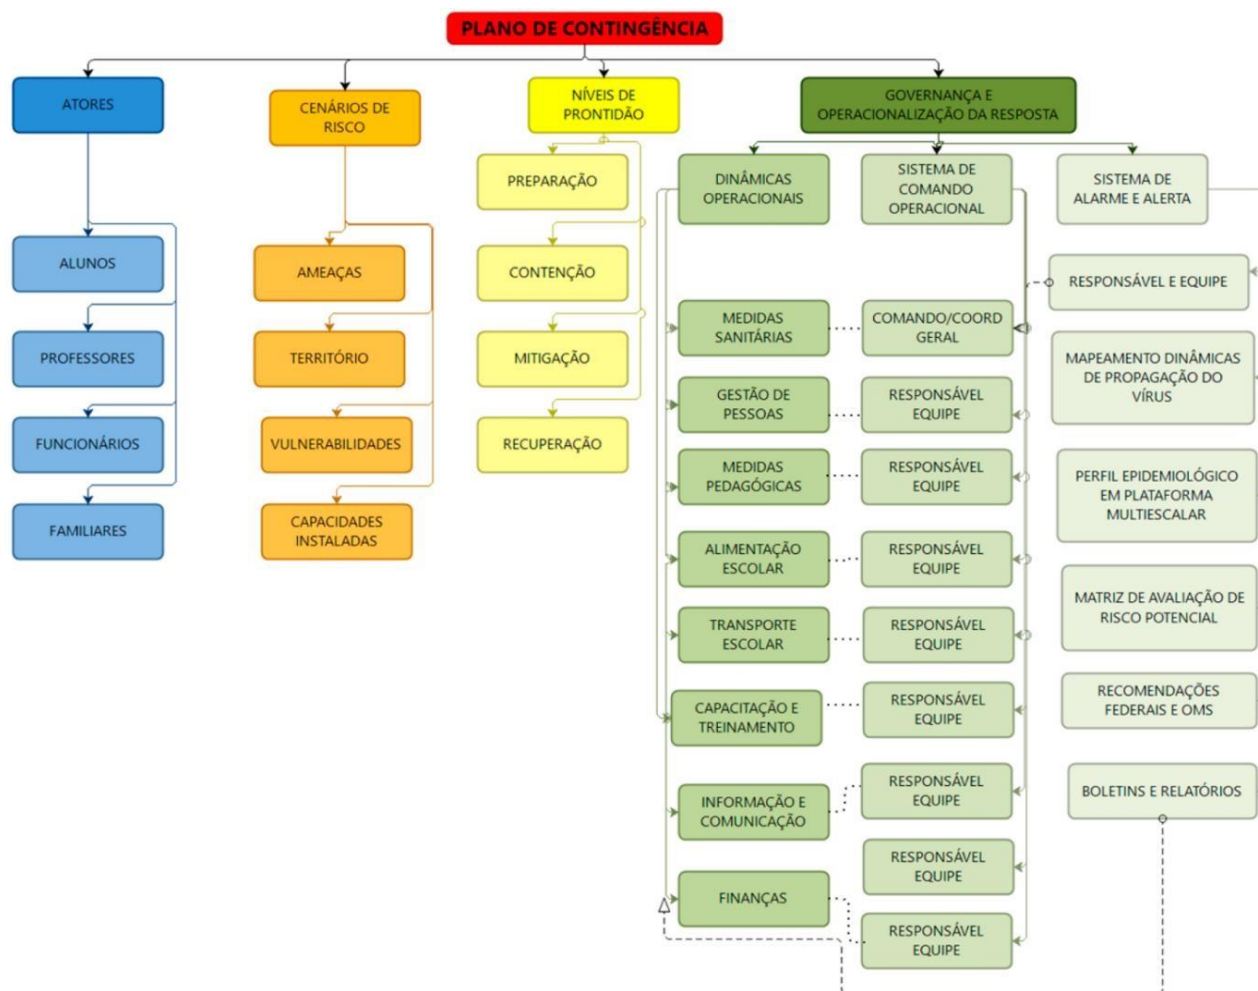 PLANO DE CONTINGÊNCIA
ATORES
ALUNOS
PROFESSORES
FUNCIONÁRIOS
FAMILIARES
CENÁRIOS DE
RISCO
AMEAÇAS
TERRITÓRIO
VULNERABILIDADES
CAPACIDADES
INSTALADAS
NÍVEIS DE
PRONTIDÃO
PREPARAÇÃO
CONTENÇÃO
MITIGAÇÃO
RECUPERAÇÃO
GOVERNANÇA E
OPERACIONALIZAÇÃO DA RESPOSTA
DINÂMICAS
OPERACIONAIS
MEDIDAS
SANITÁRIAS
GESTÃO DE
PESSOAS
MEDIDAS
PEDAGÓGICAS
ALIMENTAÇÃO
ESCOLAR
TRANSPORTE
ESCOLAR
CAPACITAÇÃO E
TREINAMENTO
INFORMAÇÃO E
COMUNICAÇÃO
FINANÇAS
SISTEMA DE
COMANDO
OPERACIONAL
COMANDO/COORD
GERAL
RESPONSÁVEL
EQUIPE
RESPONSÁVEL
EQUIPE
RESPONSÁVEL
EQUIPE
RESPONSÁVEL
EQUIPE
RESPONSÁVEL
EQUIPE
RESPONSÁVEL
EQUIPE
RESPONSÁVEL
EQUIPE
RESPONSÁVEL
EQUIPE
SISTEMA DE
ALARME E ALERTA
RESPONSÁVEL E EQUIPE
MAPEAMENTO DINÂMICAS
DE PROPAGAÇÃO DO
VÍRUS
PERFIL EPIDEMIOLÓGICO
EM PLATAFORMA
MULTIESCALAR
MATRIZ DE AVALIAÇÃO DE
RISCO POTENCIAL
RECOMENDAÇÕES
FEDERAIS E OMS
BOLETINS E RELATÓRIOS